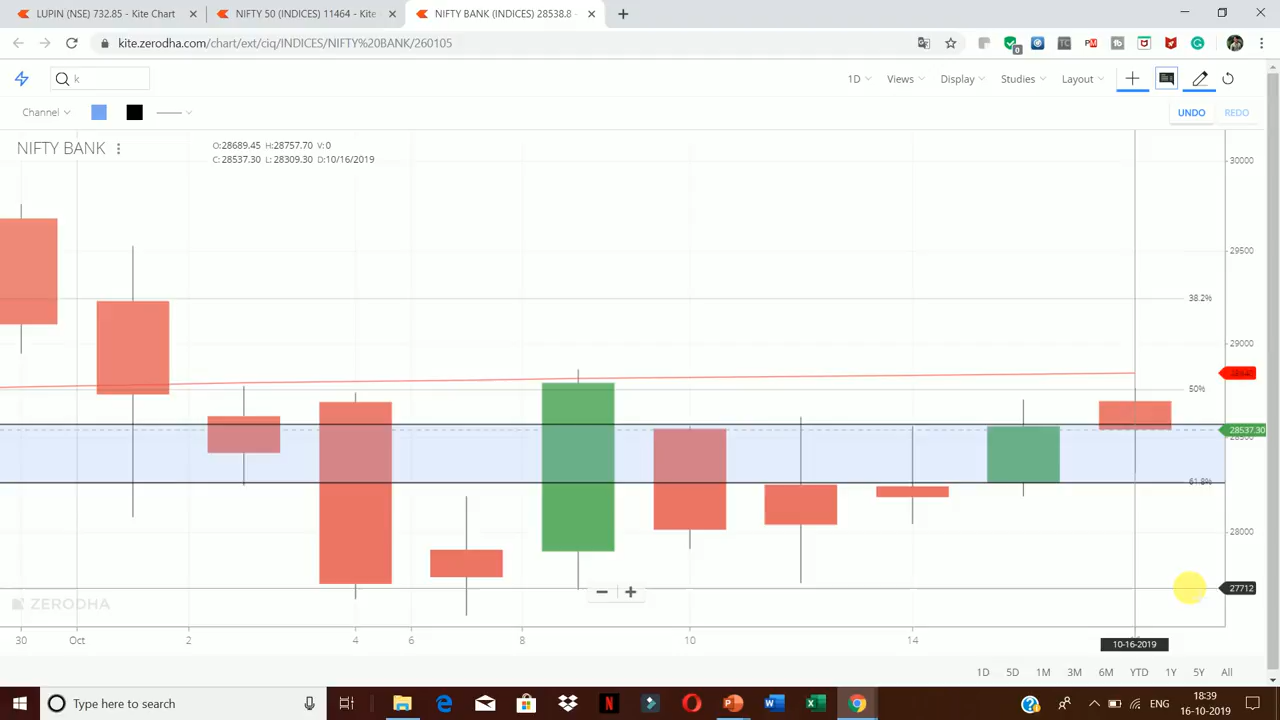 LUPIN (NSE) 732.85 - Kite Chart
NIFTY 50 (INDICES) 11464 - Kite
NIFTY BANK (INDICES) 28538.8 -
kite.zerodha.com/chart/ext/ciq/INDICES/NIFTY%20BANK/260105
k
1D
Views
Display
Studies
Layout
Channel
UNDO
REDO
NIFTY BANK
O:28689.45 H:28757.70 V:0
C:28537.30 L: 28309.30 D:10/16/2019
30000
29500
38.2%
29000
50%
28537.30
61.8%
28000
27712
ZERODHA
30
Oct
2
4
6
8
10
14
10-16-2019
1D
5D
1M
3M
6M
YTD
1Y
5Y
All
Type here to search
ENG
18:39
16-10-2019